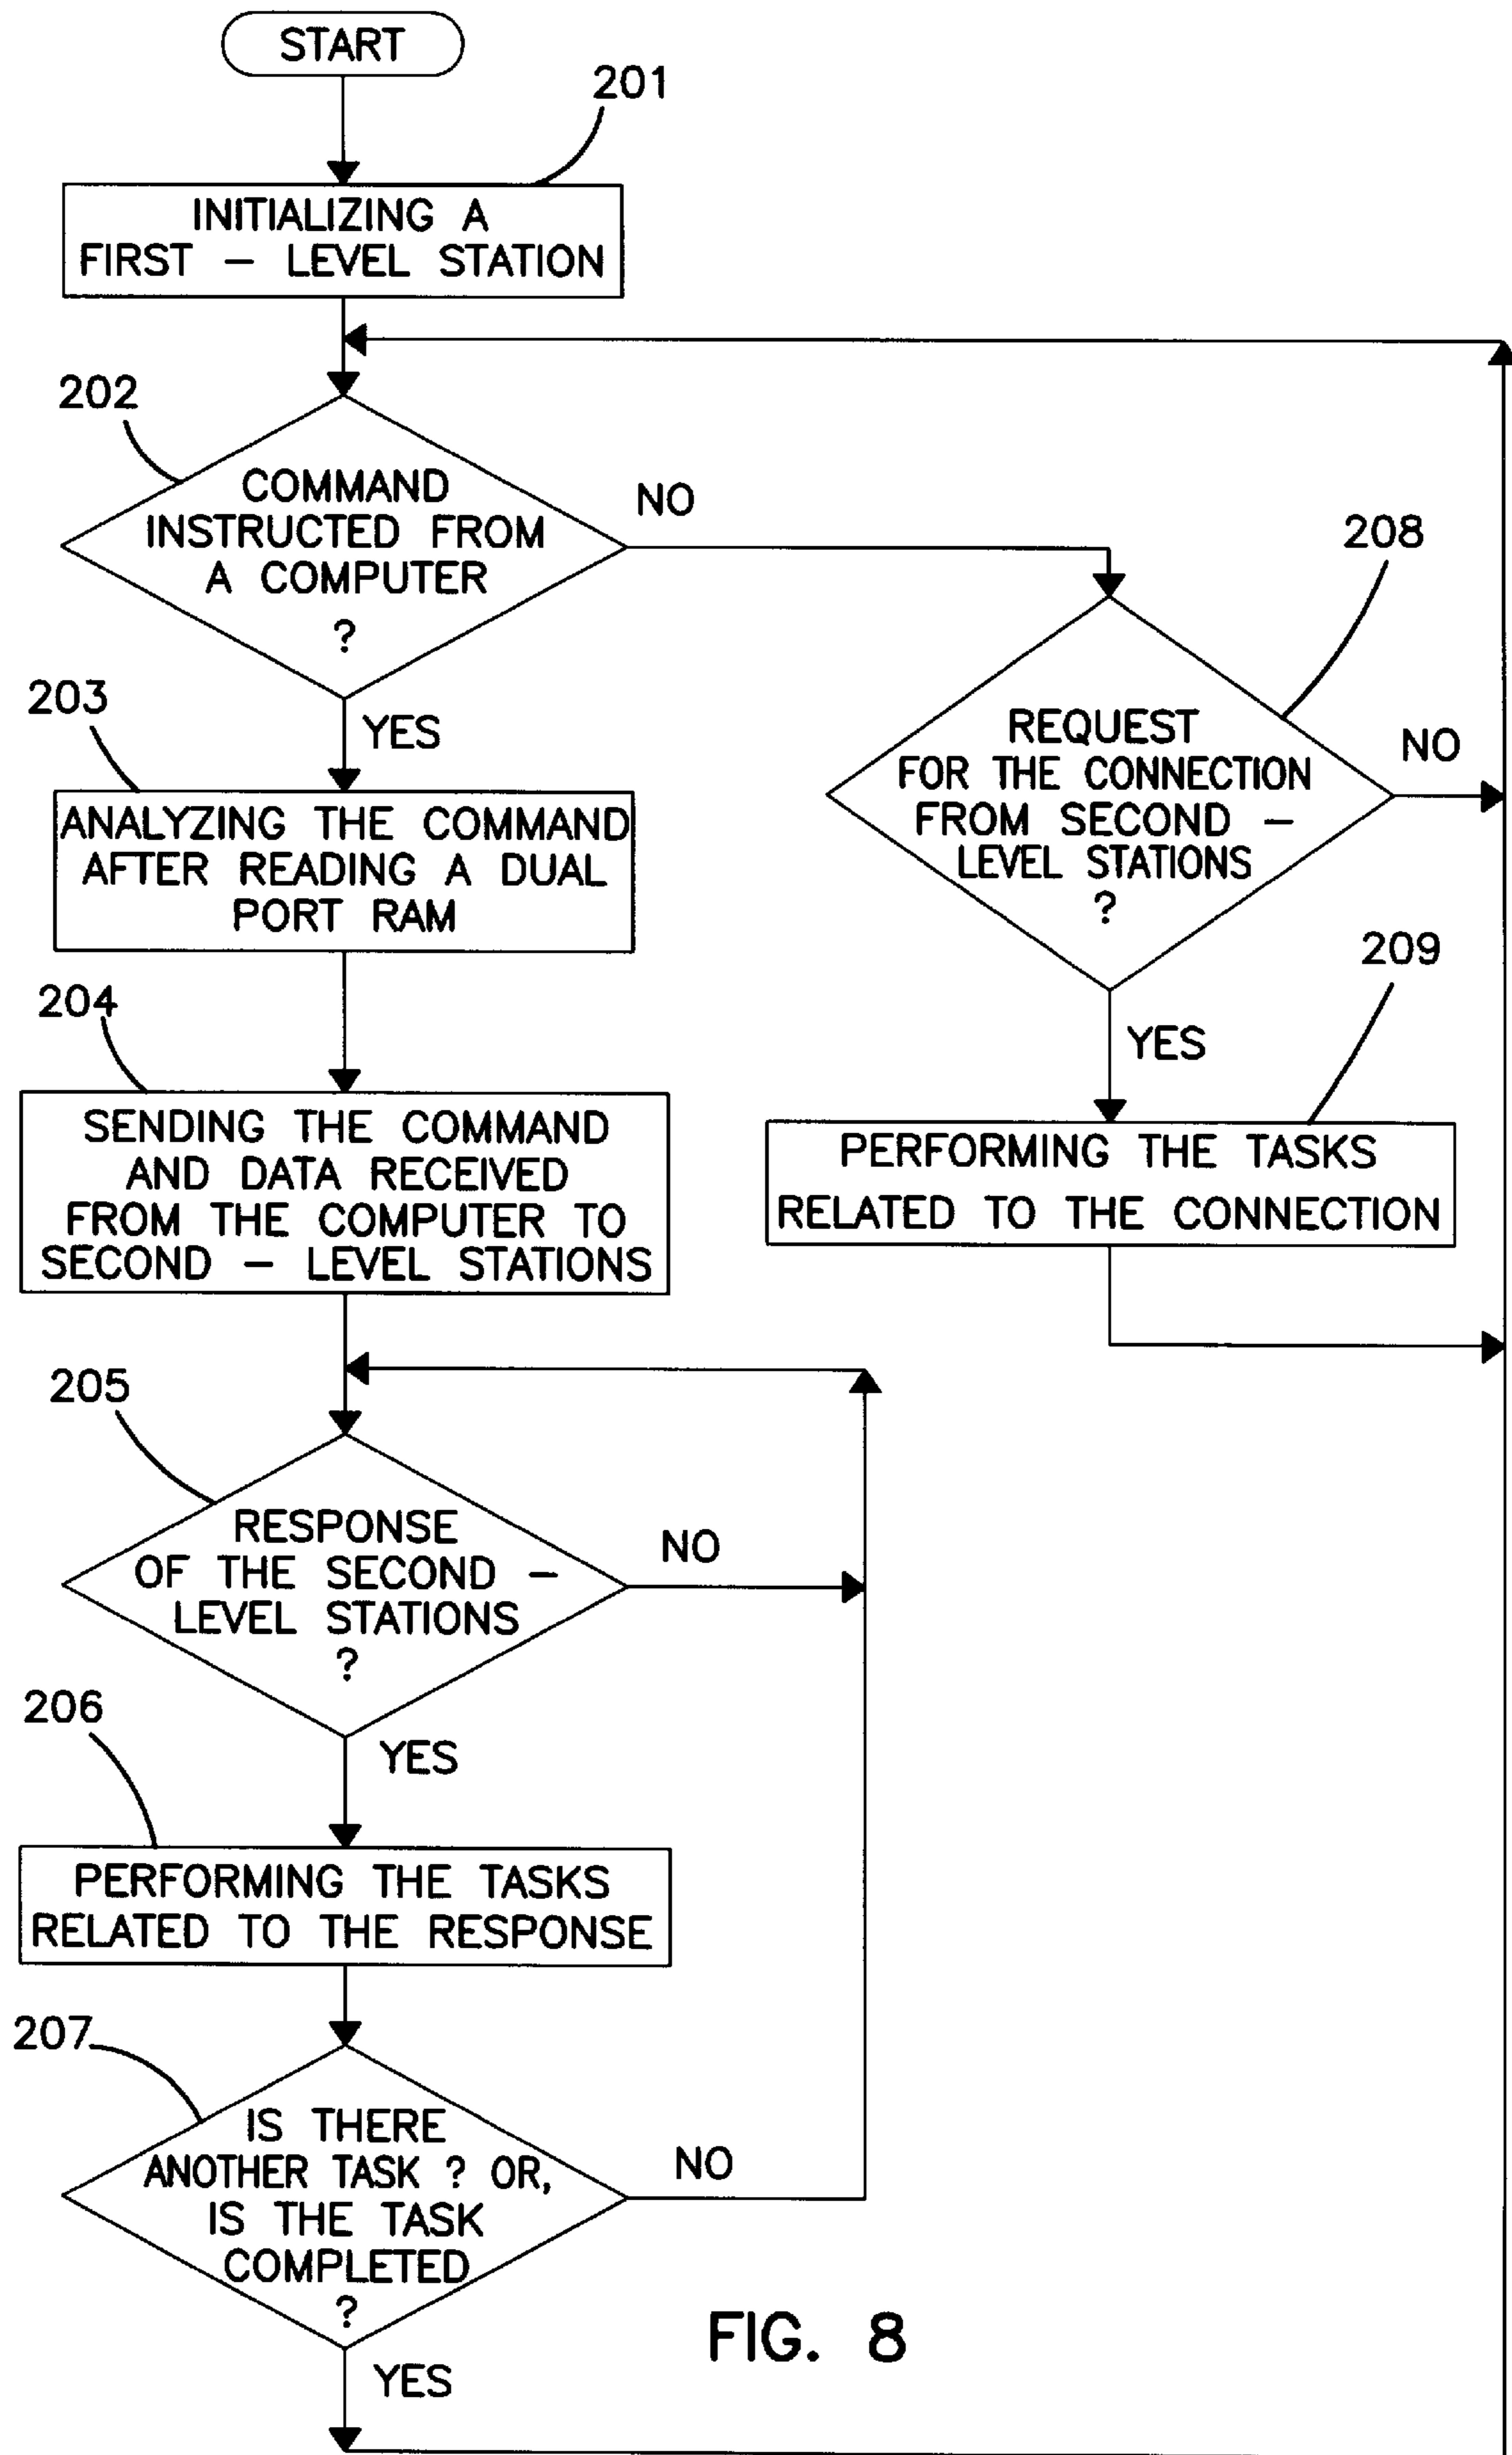 START
201
INITIALIZING A
FIRST – LEVEL STATION
202
COMMAND
INSTRUCTED FROM
A COMPUTER
?
NO
YES
208
REQUEST
FOR THE CONNECTION
FROM SECOND –
LEVEL STATIONS
?
NO
YES
209
PERFORMING THE TASKS
RELATED TO THE CONNECTION
203
ANALYZING THE COMMAND
AFTER READING A DUAL
PORT RAM
204
SENDING THE COMMAND
AND DATA RECEIVED
FROM THE COMPUTER TO
SECOND – LEVEL STATIONS
205
RESPONSE
OF THE SECOND –
LEVEL STATIONS
?
NO
YES
206
PERFORMING THE TASKS
RELATED TO THE RESPONSE
207
IS THERE
ANOTHER TASK ? OR,
IS THE TASK
COMPLETED
?
NO
YES
FIG. 8